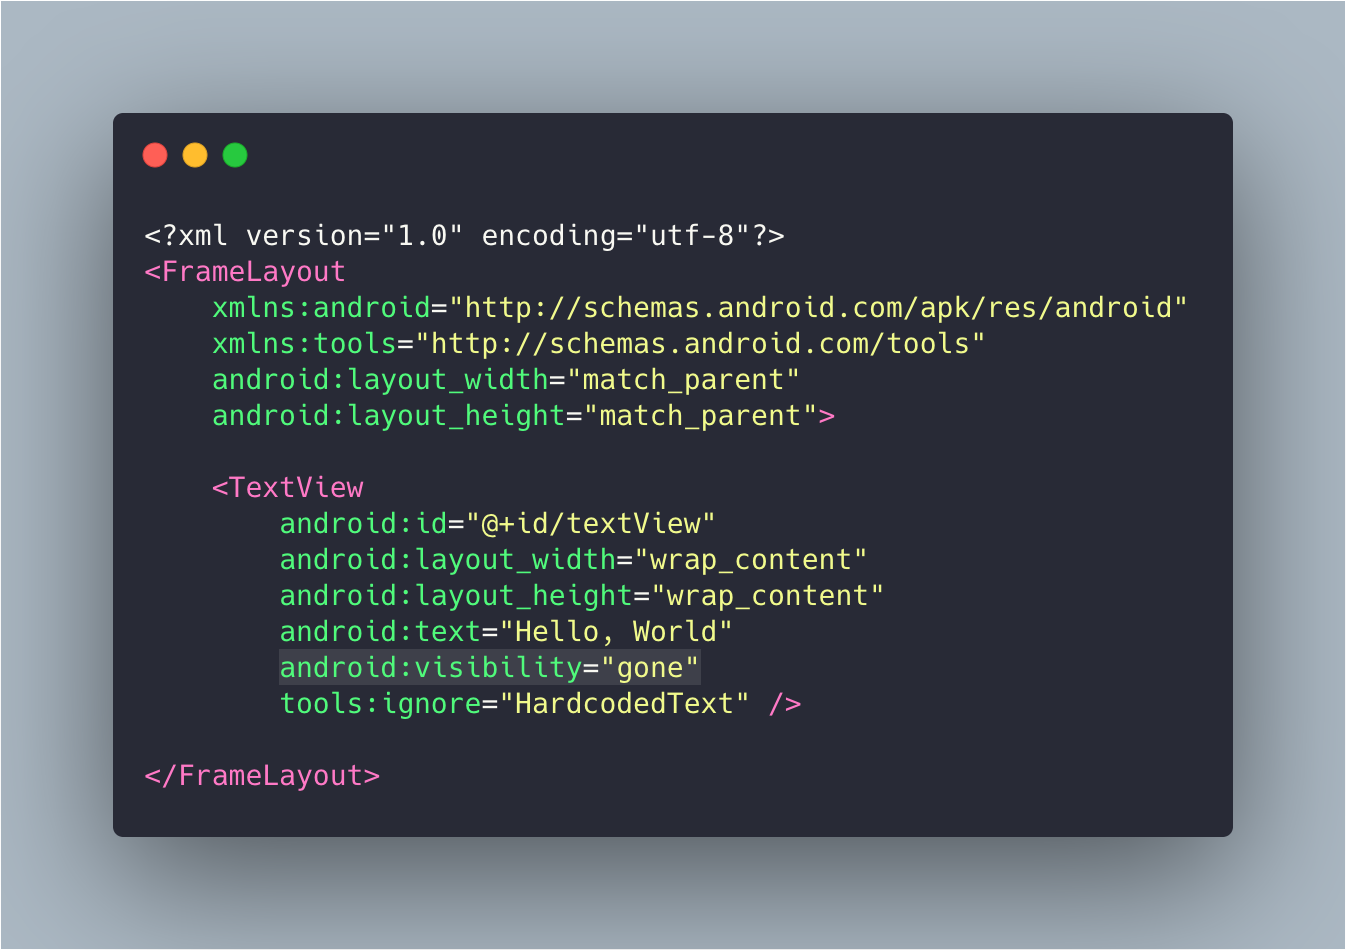 <?xml version="1.0" encoding="utf-8"?>
<FrameLayout
    xmlns:android="http://schemas.android.com/apk/res/android"
    xmlns:tools="http://schemas.android.com/tools"
    android:layout_width="match_parent"
    android:layout_height="match_parent">

    <TextView
        android:id="@+id/textView"
        android:layout_width="wrap_content"
        android:layout_height="wrap_content"
        android:text="Hello, World"
        android:visibility="gone"
        tools:ignore="HardcodedText" />

</FrameLayout>